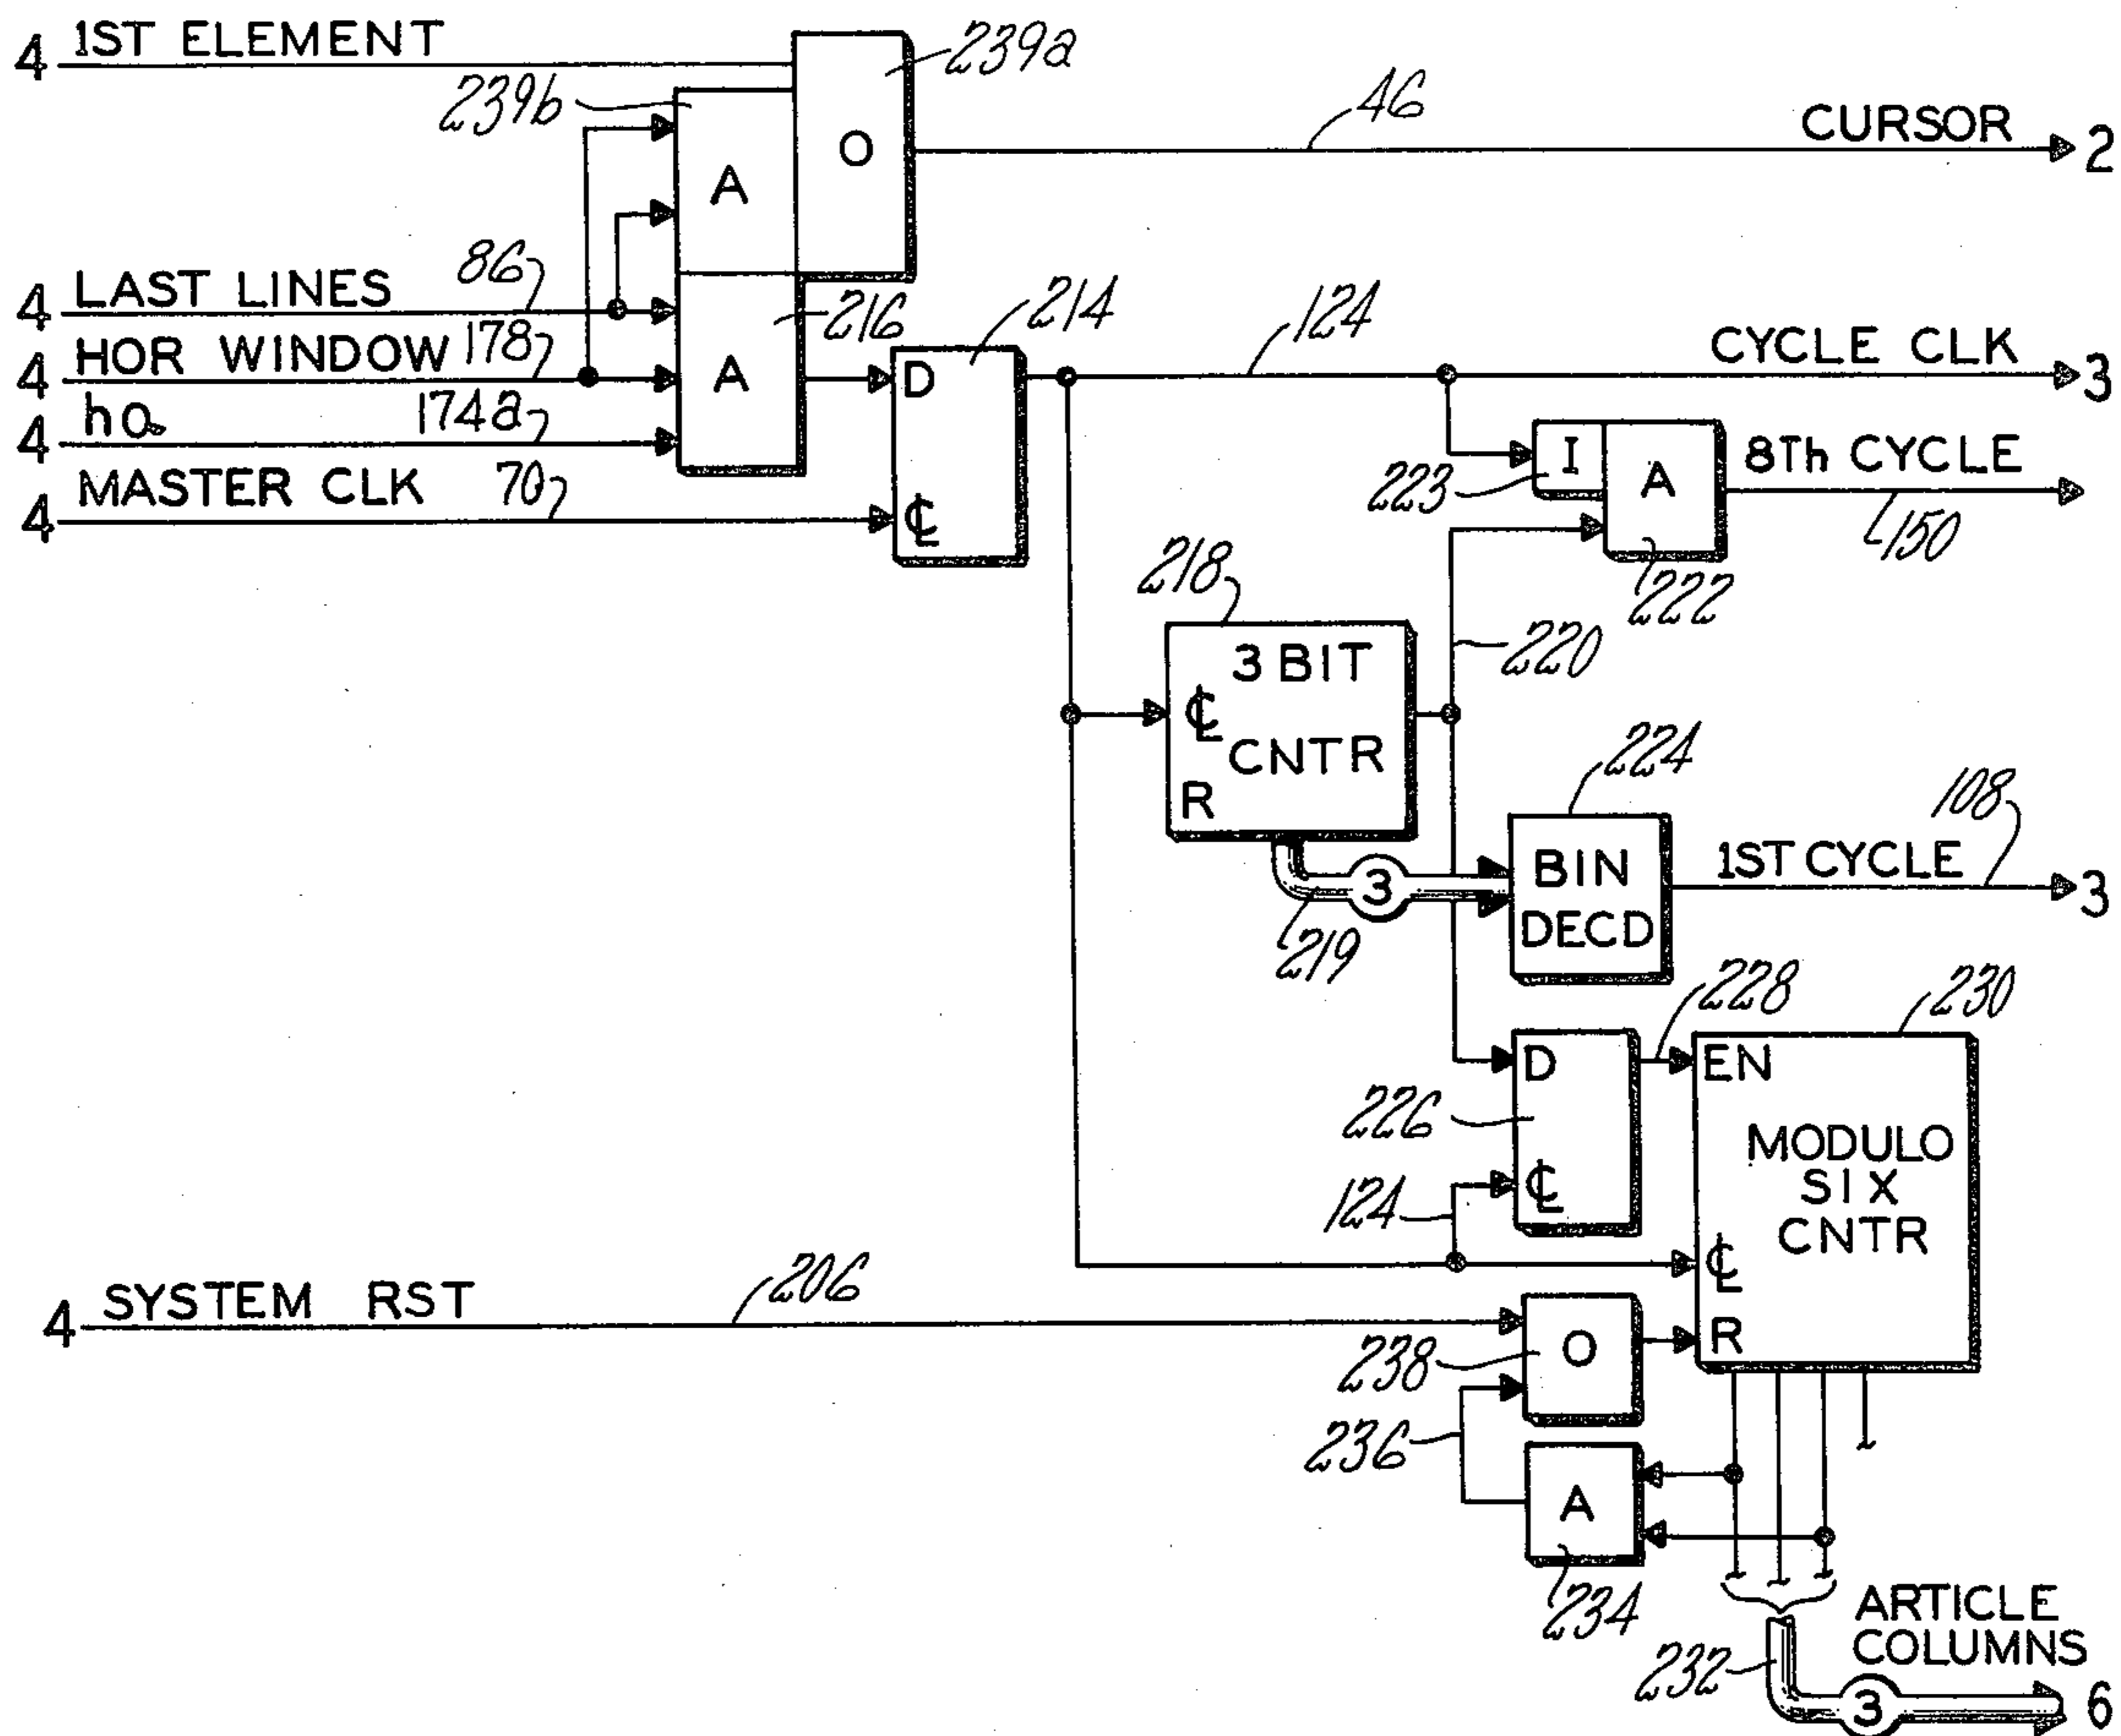 4 1ST ELEMENT
239a
239b
A
O
46
CURSOR
2
4 LAST LINES 86
216
214
124
CYCLE CLK
3
4 HOR WINDOW 178
A
D
4 ho 174a
I
A
8Th CYCLE
223
4 MASTER CLK 70
℄
150
222
218
3 BIT
220
℄
CNTR
R
224
108
BIN
DECD
1ST CYCLE
3
3
219
228
230
D
EN
226
MODULO
SIX
CNTR
℄
124
℄
4 SYSTEM RST 206
O
R
238
236
A
234
ARTICLE
COLUMNS
232
3
6